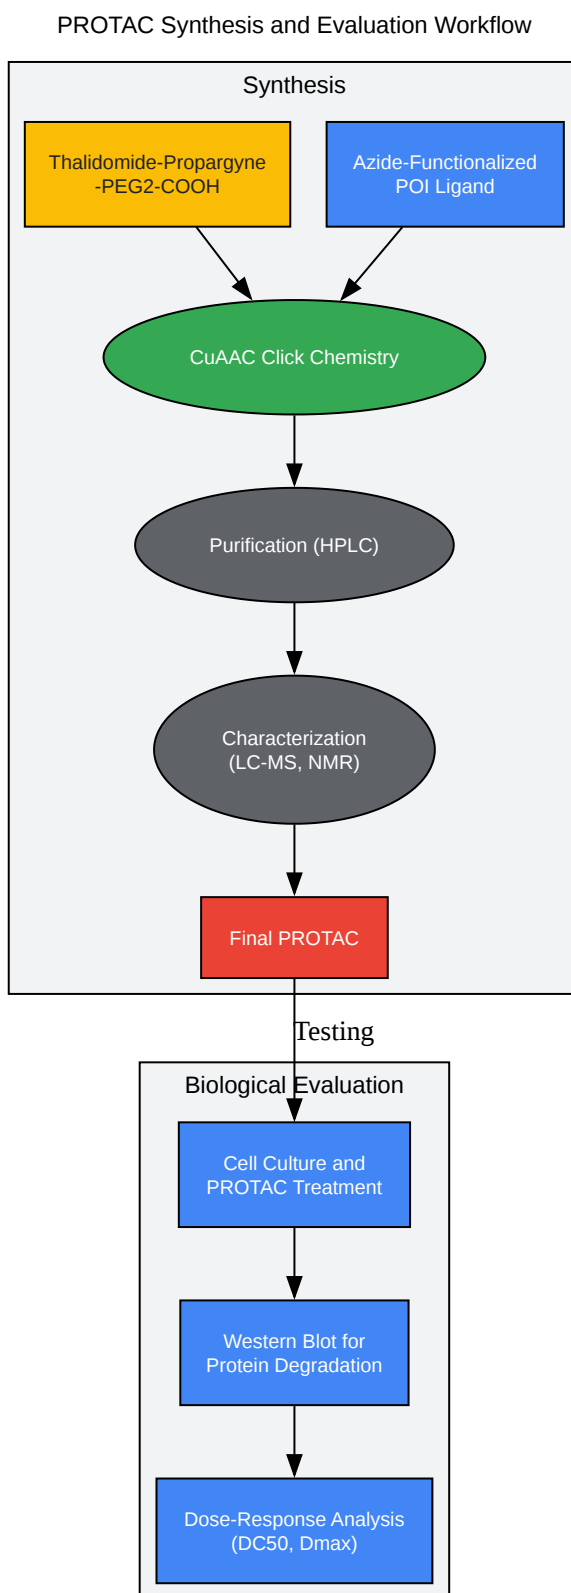 PROTAC Synthesis and Evaluation Workflow
Synthesis
Thalidomide-Propargyne
-PEG2-COOH
Azide-Functionalized
POI Ligand
CuAAC Click Chemistry
Purification (HPLC)
Characterization
(LC-MS, NMR)
Final PROTAC
Testing
Biological Evaluation
Cell Culture and
PROTAC Treatment
Western Blot for
Protein Degradation
Dose-Response Analysis
(DC50, Dmax)